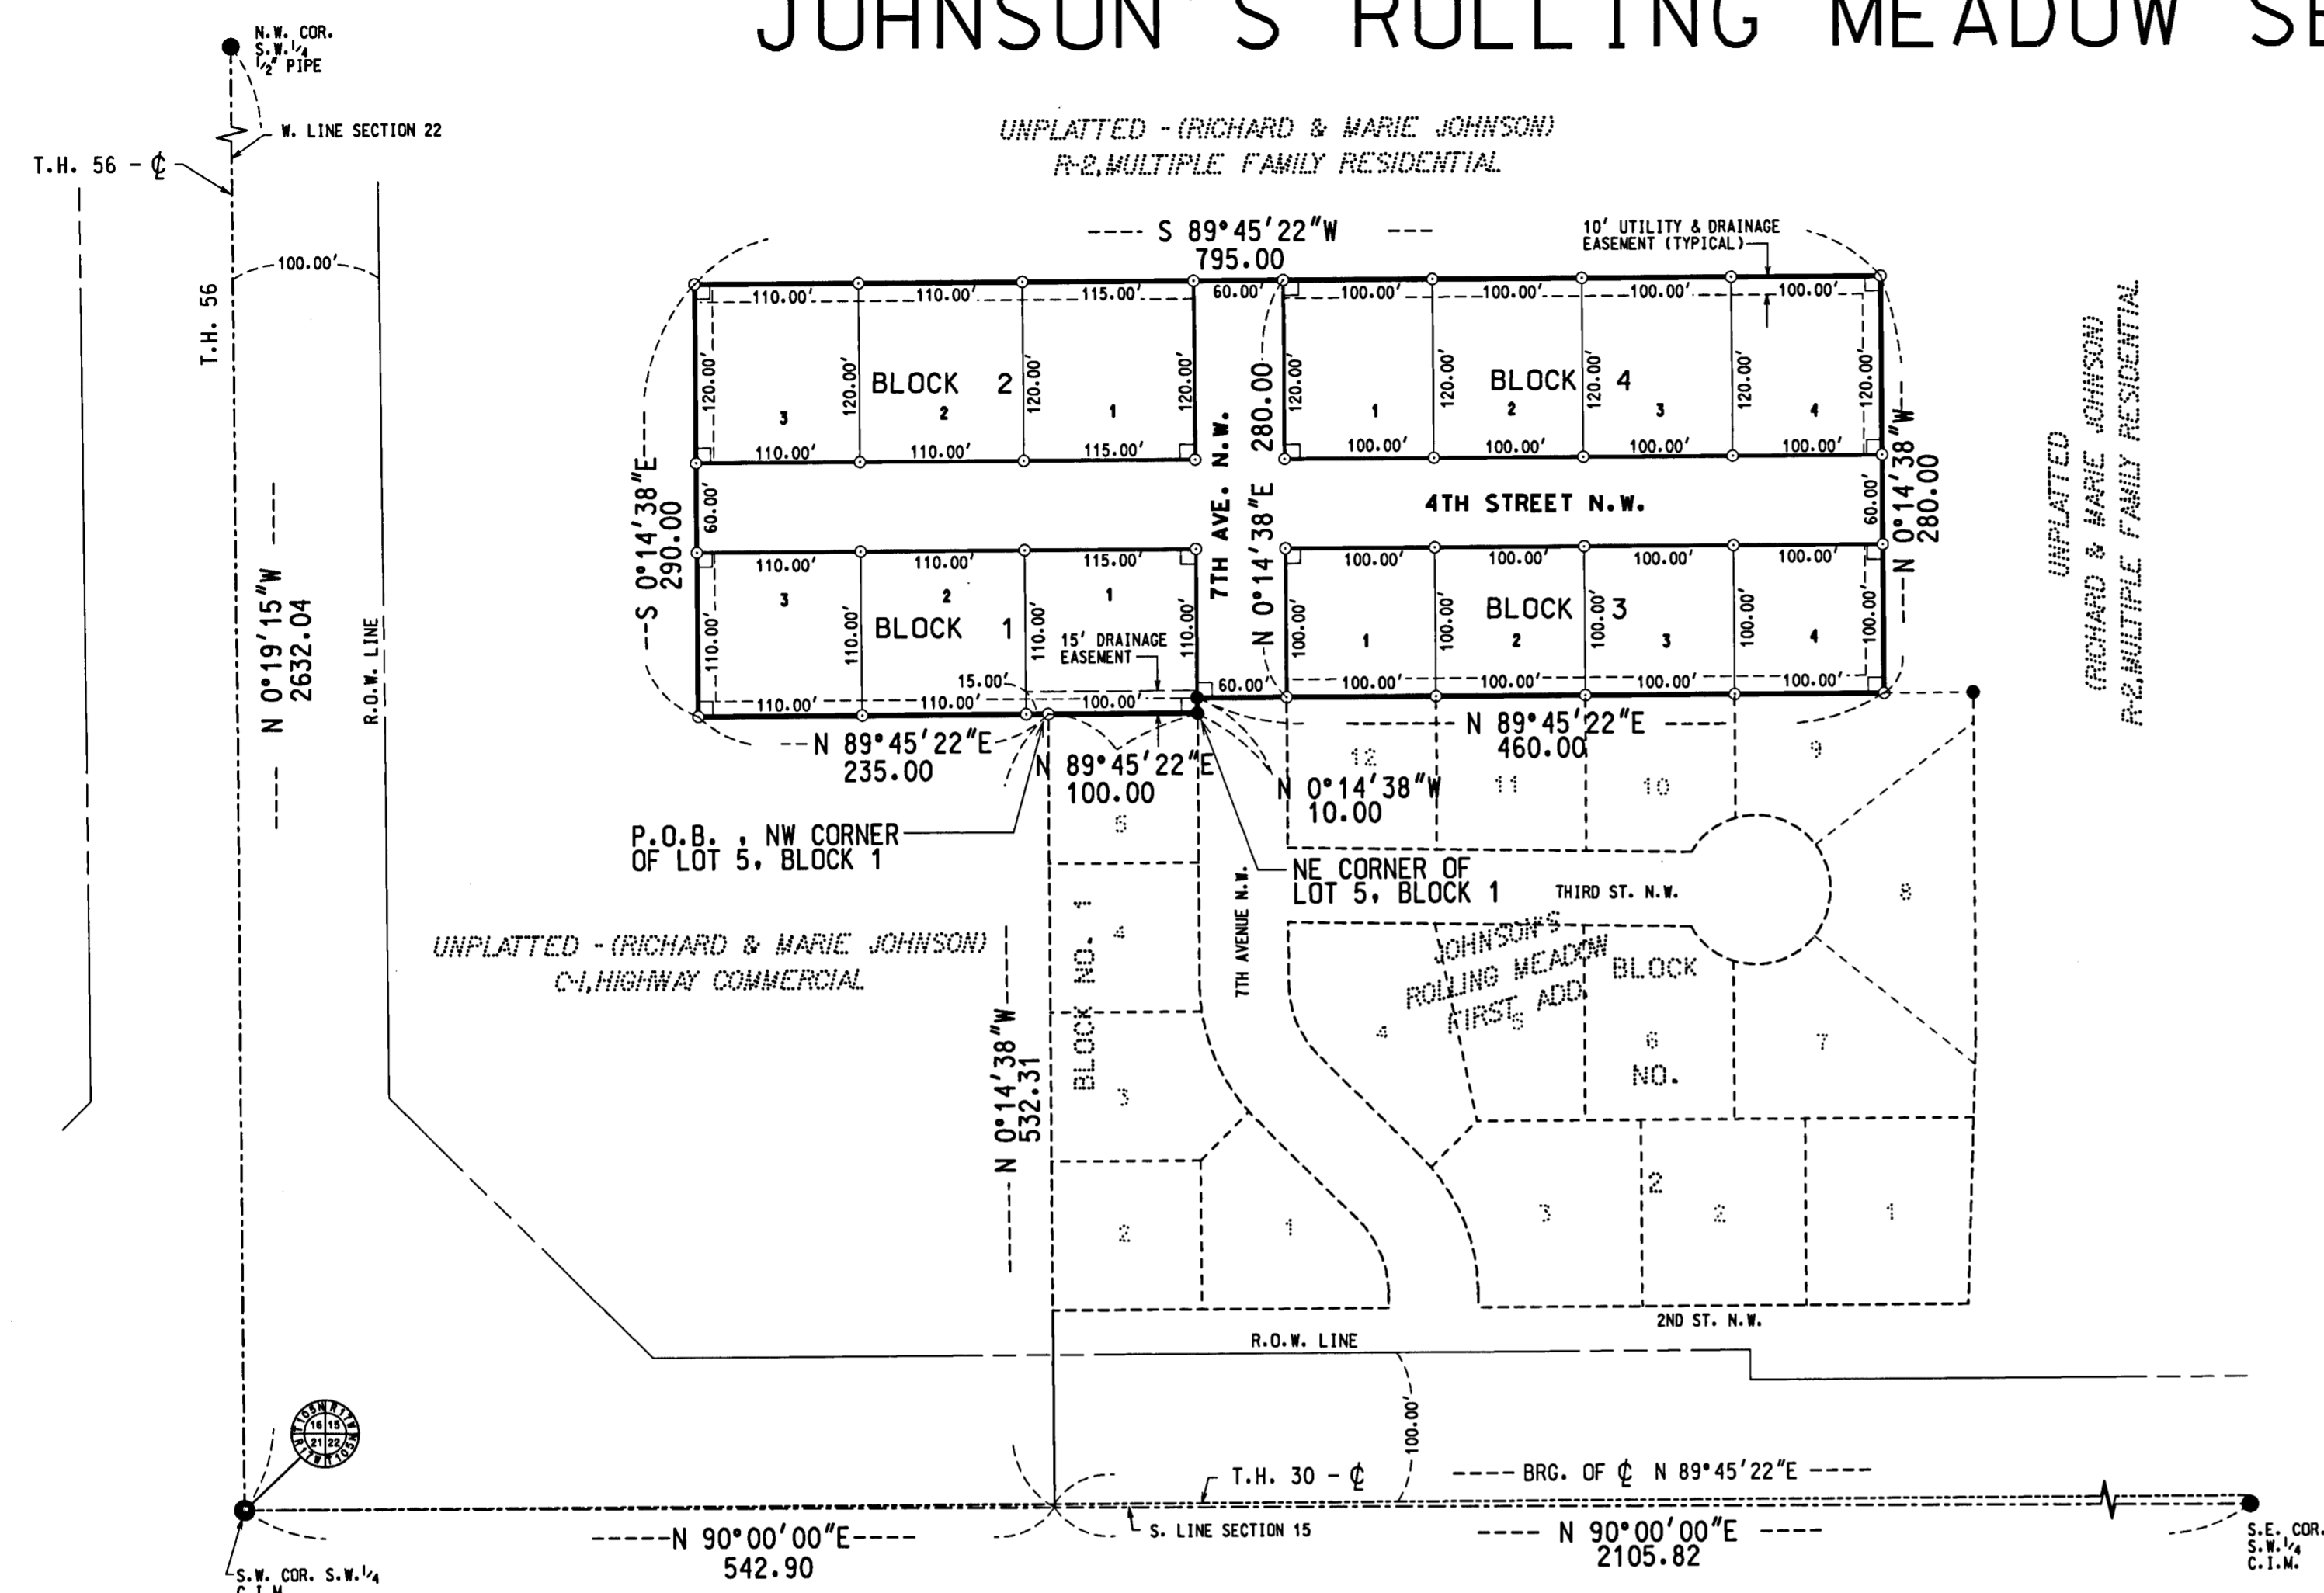 JOHNSON'S ROLLING MEADOW SE
N.W. COR.
S.W. 1/4
1/2" PIPE
W. LINE SECTION 22
T.H. 56 - ℄
T.H. 56
100.00'
N 0°19'15"W
2632.04
R.O.W. LINE
UNPLATTED - (RICHARD & MARIE JOHNSON)
R-2, MULTIPLE FAMILY RESIDENTIAL
S 89°45'22"W
795.00
10' UTILITY & DRAINAGE
EASEMENT (TYPICAL)
110.00' 110.00' 115.00' 60.00' 100.00' 100.00' 100.00' 100.00'
120.00' 120.00' 120.00' 120.00' 120.00' 120.00' 120.00' 120.00' 120.00'
BLOCK 2
3 2 1
BLOCK 4
1 2 3 4
110.00' 110.00' 115.00' 100.00' 100.00' 100.00' 100.00'
S 0°14'38"E
290.00
60.00'
7TH AVE. N.W.
N 0°14'38"E 280.00
4TH STREET N.W.
60.00'
N 0°14'38"W
280.00
UNPLATTED
(RICHARD & MARIE JOHNSON)
R-2, MULTIPLE FAMILY RESIDENTIAL
110.00' 110.00' 115.00' 100.00' 100.00' 100.00' 100.00'
3 2 1
BLOCK 1
BLOCK 3
1 2 3 4
110.00' 110.00' 110.00' 110.00' 100.00' 100.00' 100.00' 100.00' 100.00'
15' DRAINAGE
EASEMENT
15.00'
60.00'
110.00' 110.00' 100.00' 100.00' 100.00' 100.00' 100.00'
N 89°45'22"E
235.00
N 89°45'22"E
100.00
N 89°45'22"E
460.00
N 0°14'38"W
10.00
P.O.B. , NW CORNER
OF LOT 5, BLOCK 1
NE CORNER OF
LOT 5, BLOCK 1
12 11 10 9
5
THIRD ST. N.W.
8
7TH AVENUE N.W.
UNPLATTED - (RICHARD & MARIE JOHNSON)
C-1, HIGHWAY COMMERCIAL
BLOCK NO. 1
4
3
2 1
JOHNSON'S
ROLLING MEADOW
FIRST ADD.
BLOCK
NO.
2
4 5 6 7
3 2 1
N 0°14'38"W
532.31
2ND ST. N.W.
R.O.W. LINE
100.00'
T105N R17W
16 15
21 22
R17W T105N
T.H. 30 - ℄
BRG. OF ℄ N 89°45'22"E
S. LINE SECTION 15
N 90°00'00"E
542.90
N 90°00'00"E
2105.82
S.W. COR. S.W. 1/4
C.I.M.
S.E. COR.
S.W. 1/4
C.I.M.